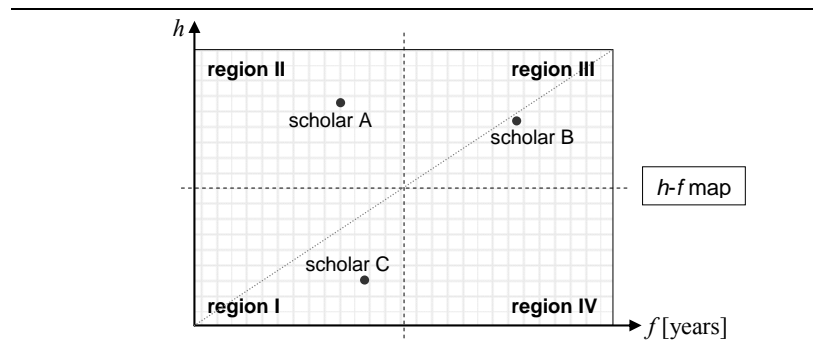 h
region II
region III
scholar A
scholar B
h-f map
scholar C
region I
region IV
f [years]